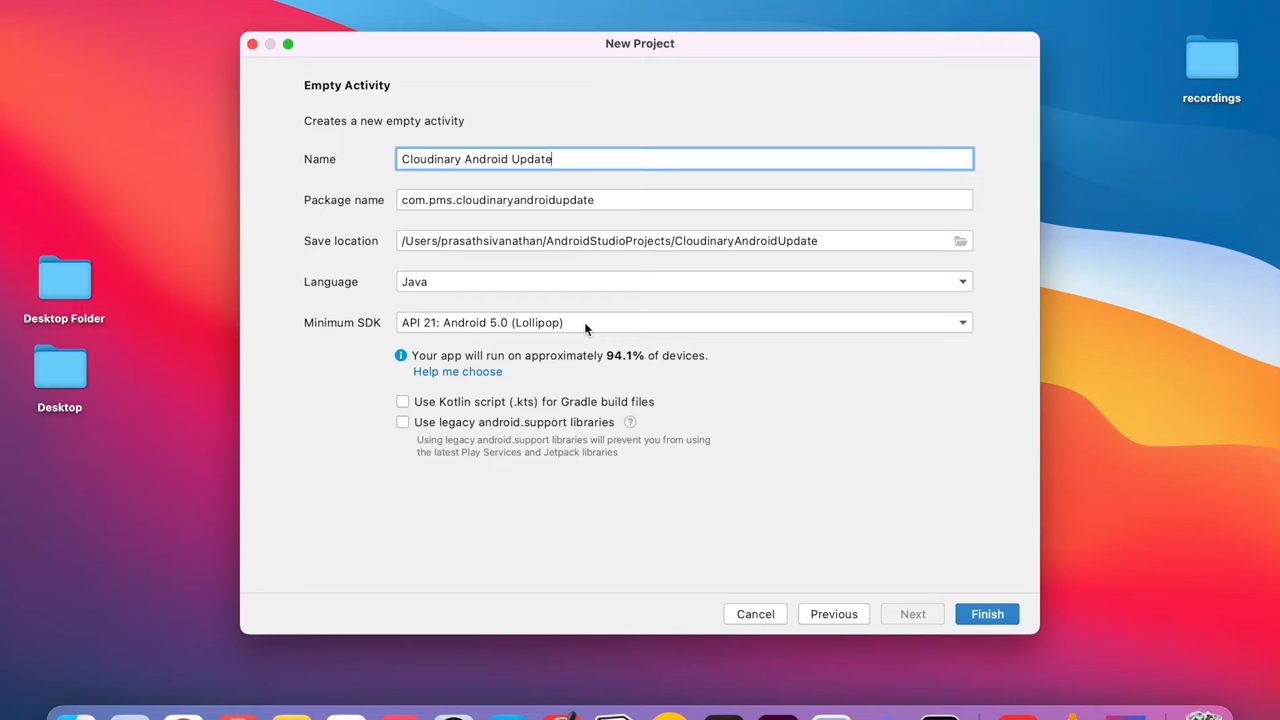 New Project
recordings
Empty Activity
Creates a new empty activity
Name
Cloudinary Android Update
Package name
com.pms.cloudinaryandroidupdate
Save location
/Users/prasathsivanathan/AndroidStudioProjects/CloudinaryAndroidUpdate
Language
Java
Minimum SDK
API 21: Android 5.0 (Lollipop)
Your app will run on approximately 94.1% of devices.
Help me choose
Use Kotlin script (.kts) for Gradle build files
Use legacy android.support libraries ?
Using legacy android.support libraries will prevent you from using
the latest Play Services and Jetpack libraries
Desktop Folder
Desktop
Cancel
Previous
Next
Finish